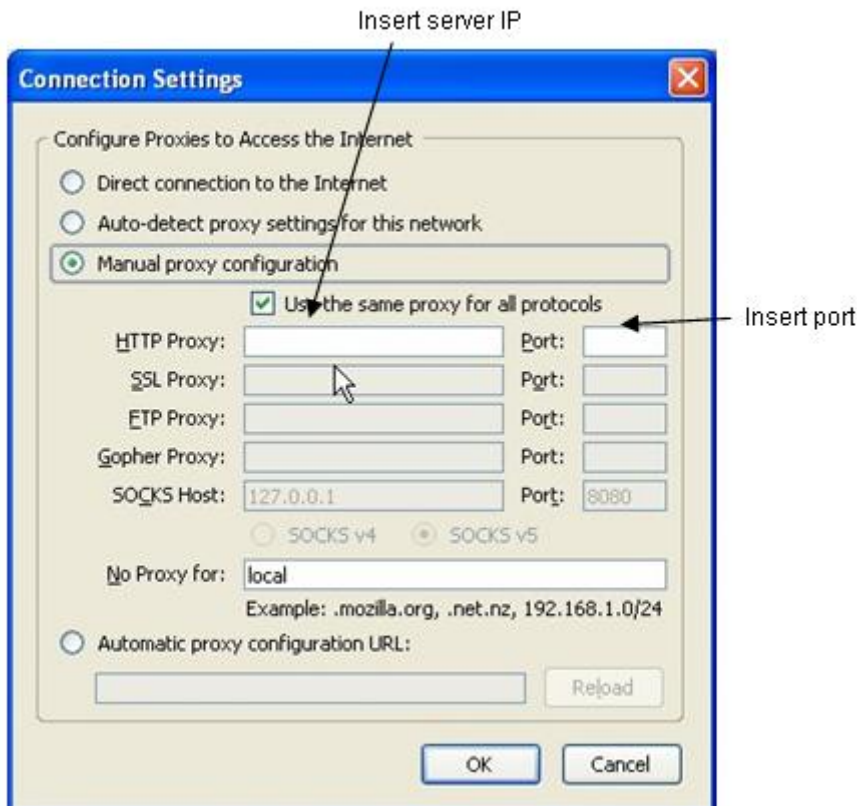 Insert server IP
Connection Settings
Configure Proxies to Access the Internet
Direct connection to the Internet
Auto-detect proxy settings for this network
Manual proxy configuration
Use the same proxy for all protocols
Insert port
HTTP Proxy: Port:
SSL Proxy: Port:
FTP Proxy: Port:
Gopher Proxy: Port:
SOCKS Host: 127.0.0.1 Port: 8080
SOCKS v4 SOCKS v5
No Proxy for: local
Example: .mozilla.org, .net.nz, 192.168.1.0/24
Automatic proxy configuration URL:
Reload
OK Cancel